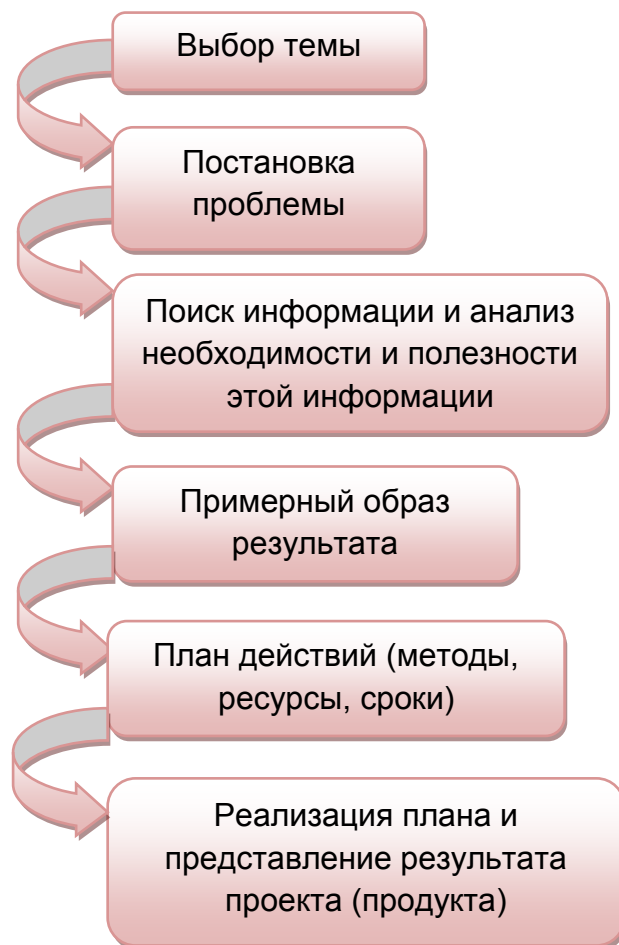 Выбор темы
Постановка
проблемы
Поиск информации и анализ
необходимости и полезности
этой информации
Примерный образ
результата
План действий (методы,
ресурсы, сроки)
Реализация плана и
представление результата
проекта (продукта)